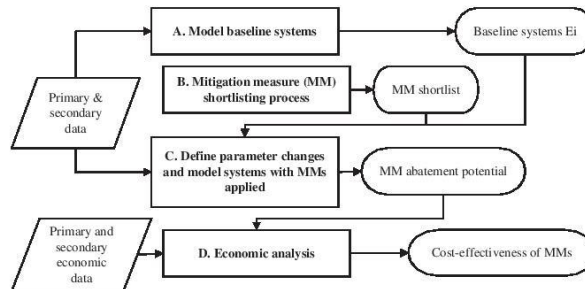 A. Model baseline systems
Baseline systems Ei
B. Mitigation measure (MM)
shortlisting process
MM shortlist
Primary &
secondary
data
C. Define parameter changes
and model systems with MMs
applied
MM abatement potential
Primary and
secondary
economic
data
D. Economic analysis
Cost-effectiveness of MMs